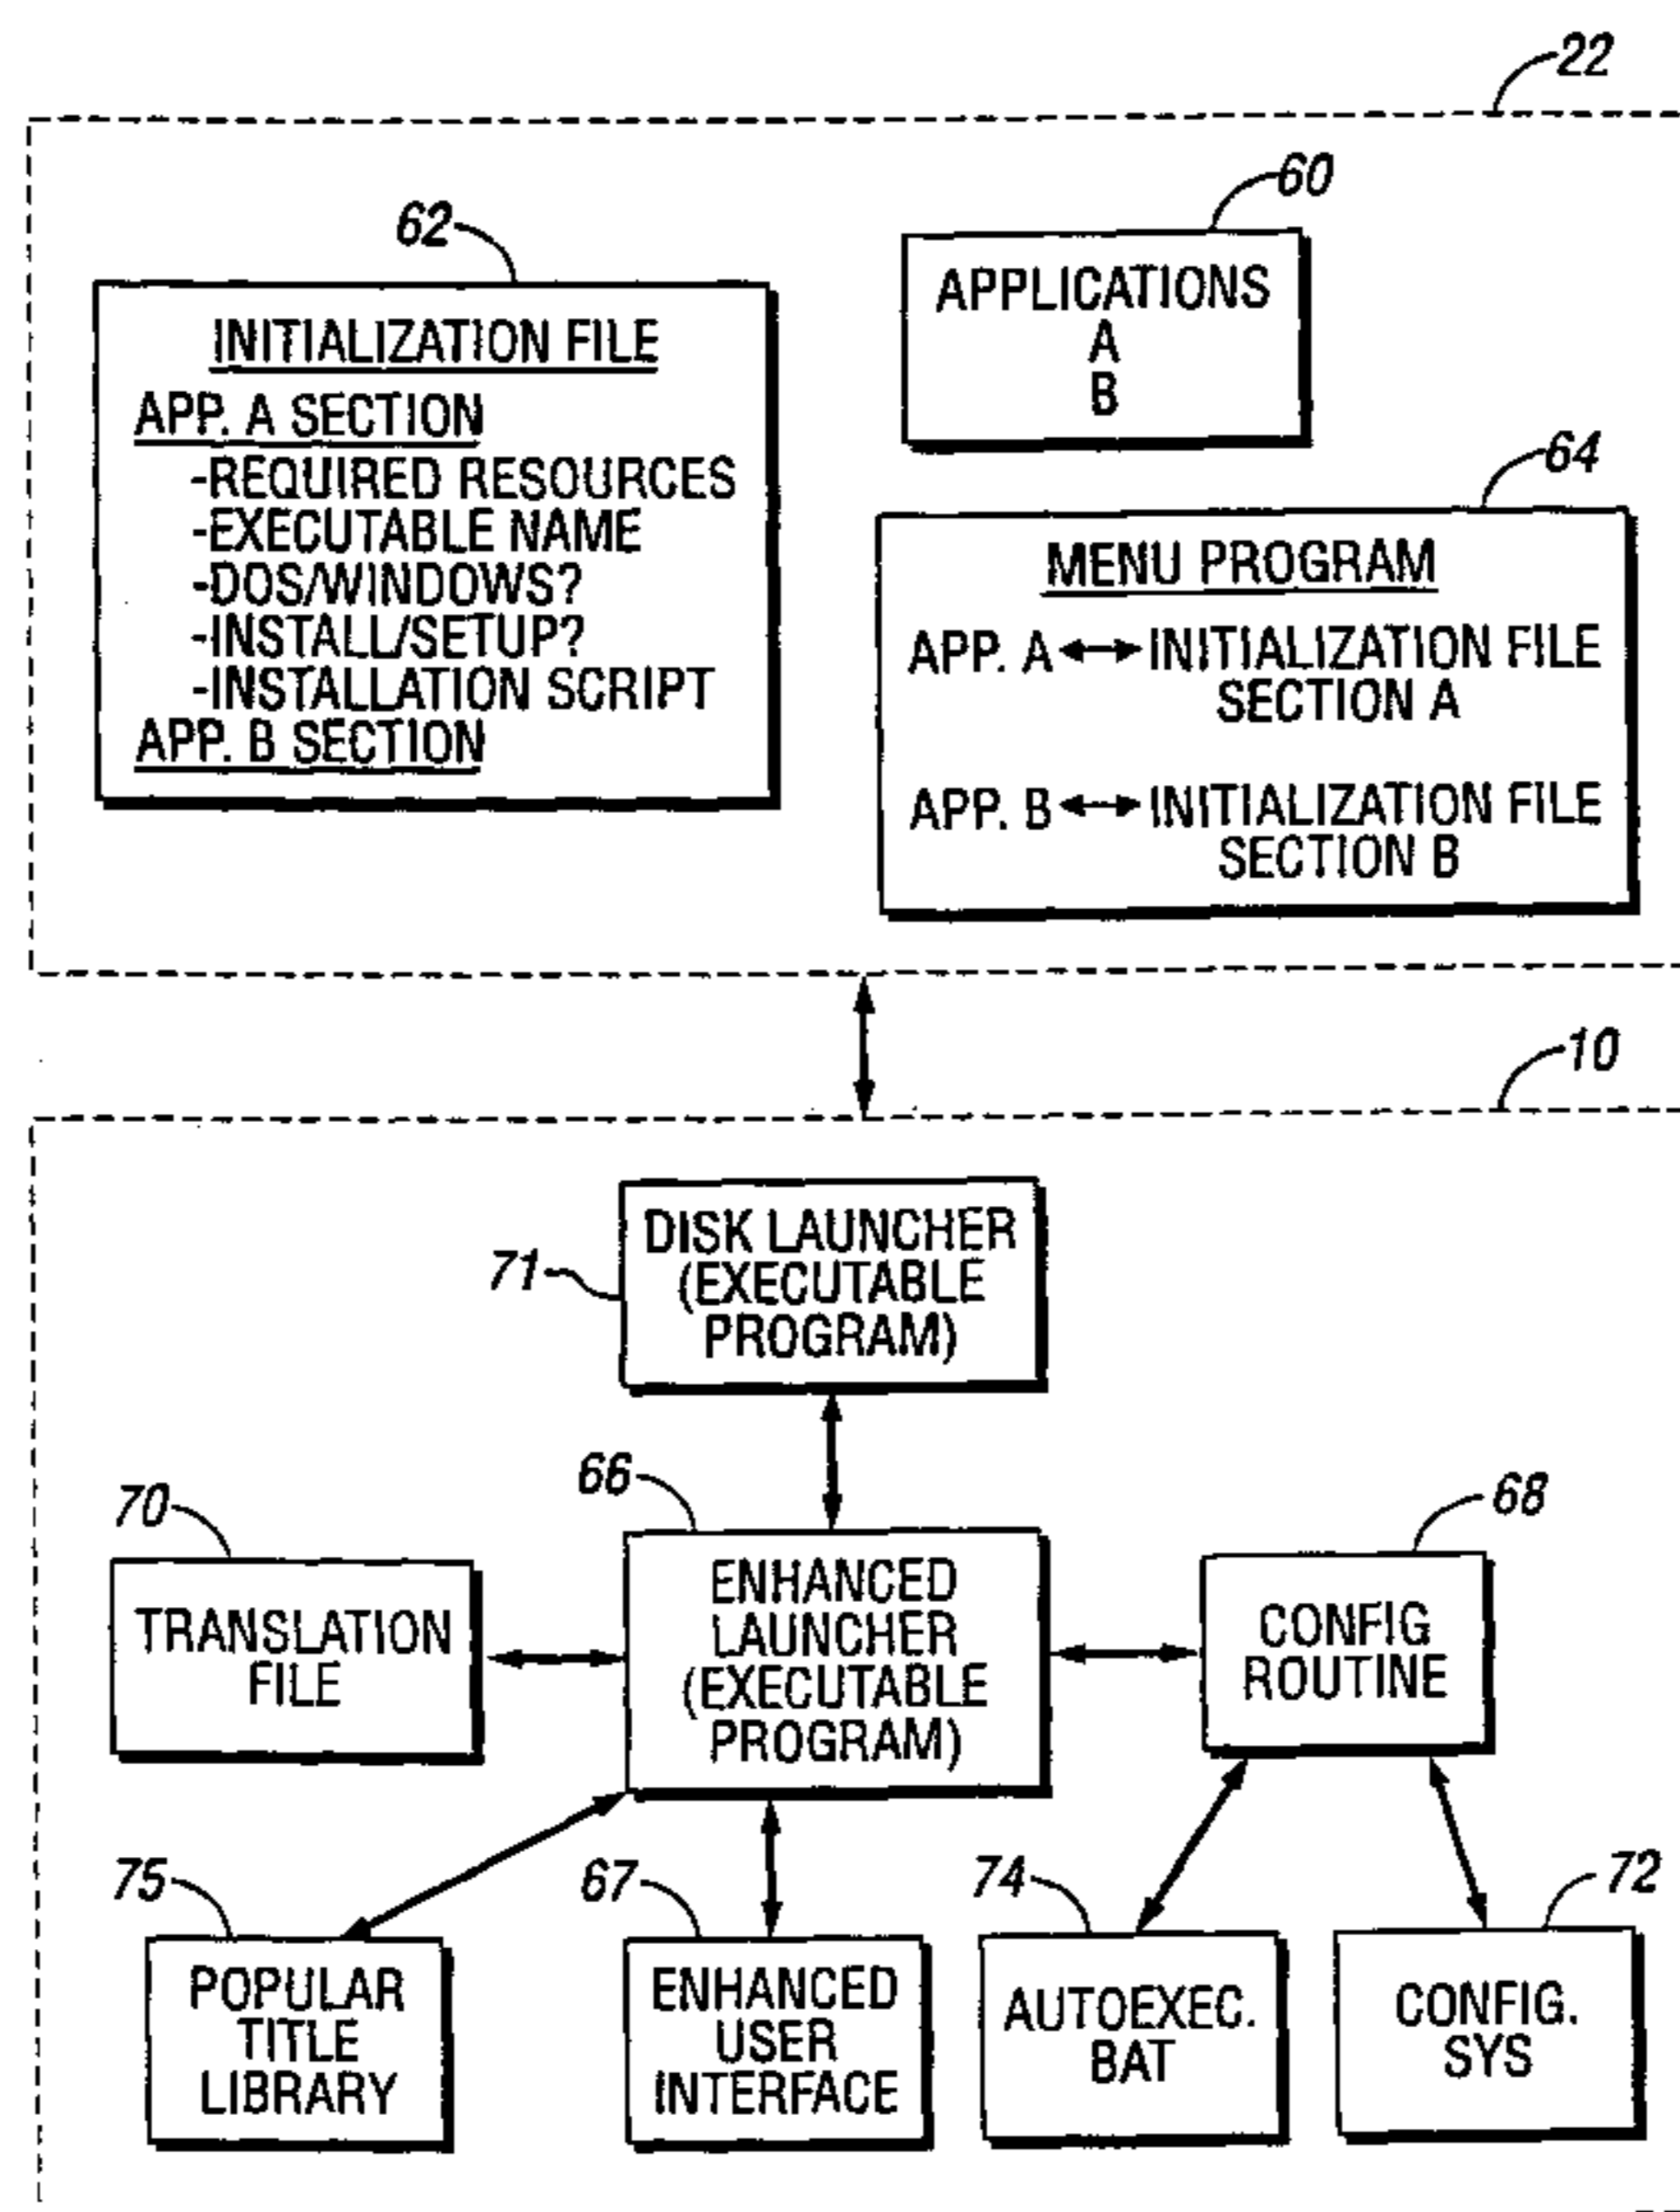 22
60
62
APPLICATIONS
A
B
INITIALIZATION FILE
APP. A SECTION
-REQUIRED RESOURCES
-EXECUTABLE NAME
-DOS/WINDOWS?
-INSTALL/SETUP?
-INSTALLATION SCRIPT
APP. B SECTION
64
MENU PROGRAM
APP. A INITIALIZATION FILE
SECTION A
APP. B INITIALIZATION FILE
SECTION B
10
71
DISK LAUNCHER
(EXECUTABLE
PROGRAM)
70
TRANSLATION
FILE
66
ENHANCED
LAUNCHER
(EXECUTABLE
PROGRAM)
68
CONFIG
ROUTINE
75
POPULAR
TITLE
LIBRARY
67
ENHANCED
USER
INTERFACE
74
AUTOEXEC.
BAT
72
CONFIG.
SYS